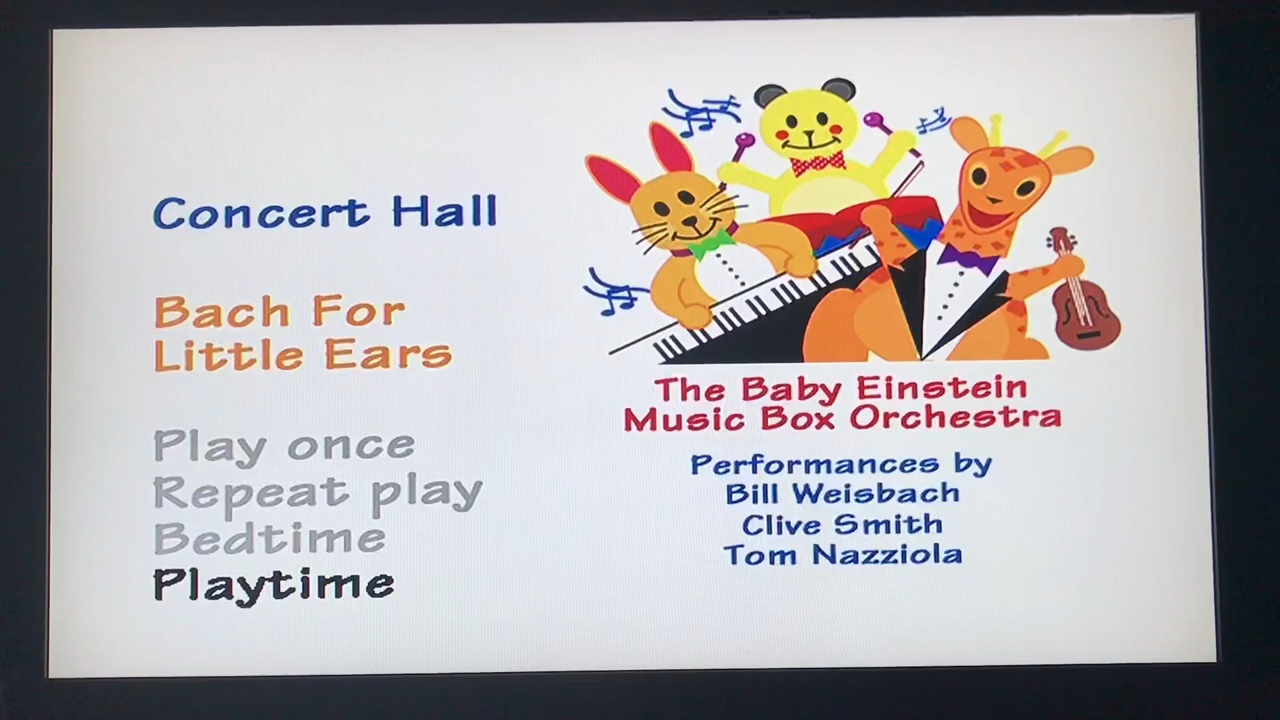 Concert Hall
Bach For
Little Ears
Play once
Repeat play
Bedtime
Playtime
The Baby Einstein
Music Box Orchestra
Performances by
Bill Weisbach
Clive Smith
Tom Nazziola